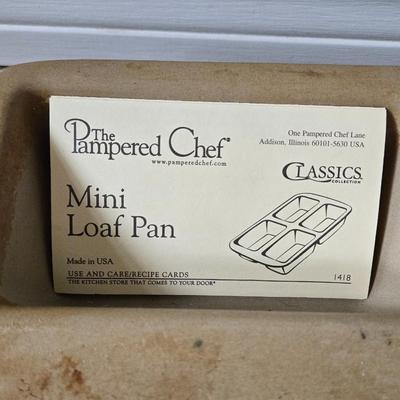 The
Pampered Chef®
www.pamperedchef.com
One Pampered Chef Lane
Addison, Illinois 60101-5630 USA
CLASSICS
COLLECTION
Mini
Loaf Pan
Made in USA
USE AND CARE/RECIPE CARDS
THE KITCHEN STORE THAT COMES TO YOUR DOOR®
1418